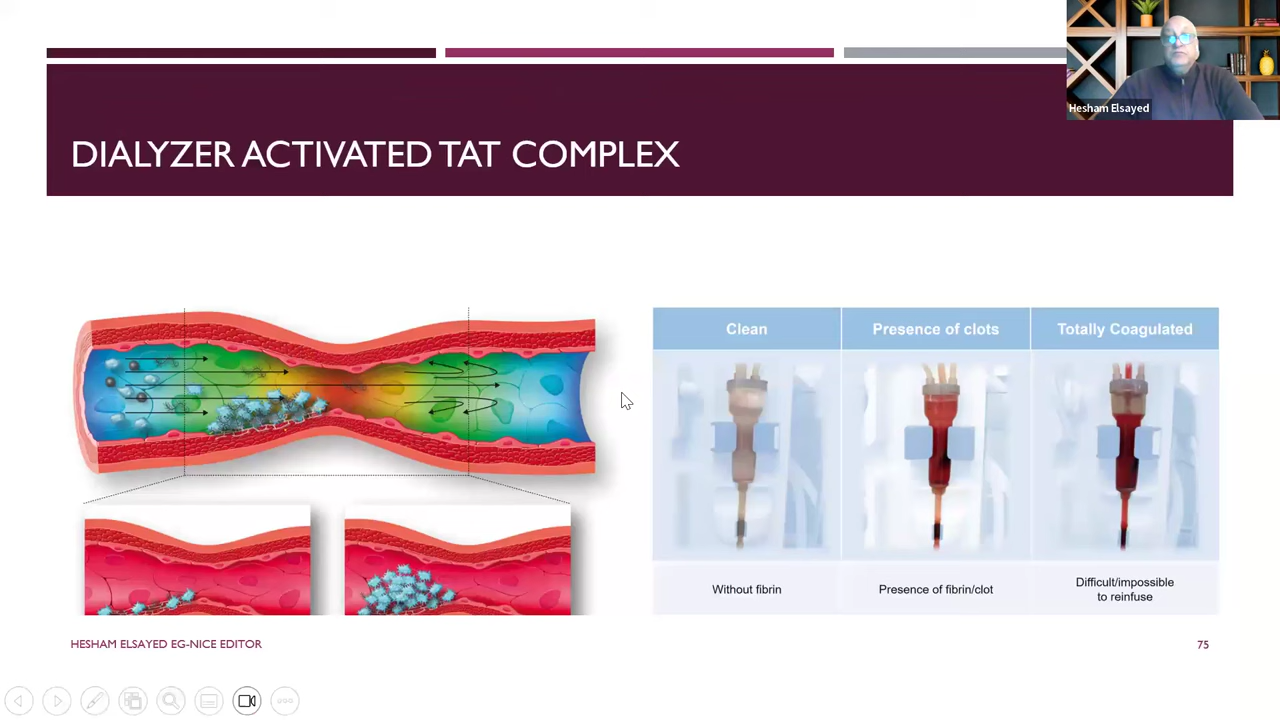 Hesham Elsayed
DIALYZER ACTIVATED TAT COMPLEX
Clean
Presence of clots
Totally Coagulated
Without fibrin
Presence of fibrin/clot
Difficult/impossible
to reinfuse
HESHAM ELSAYED EG-NICE EDITOR
75